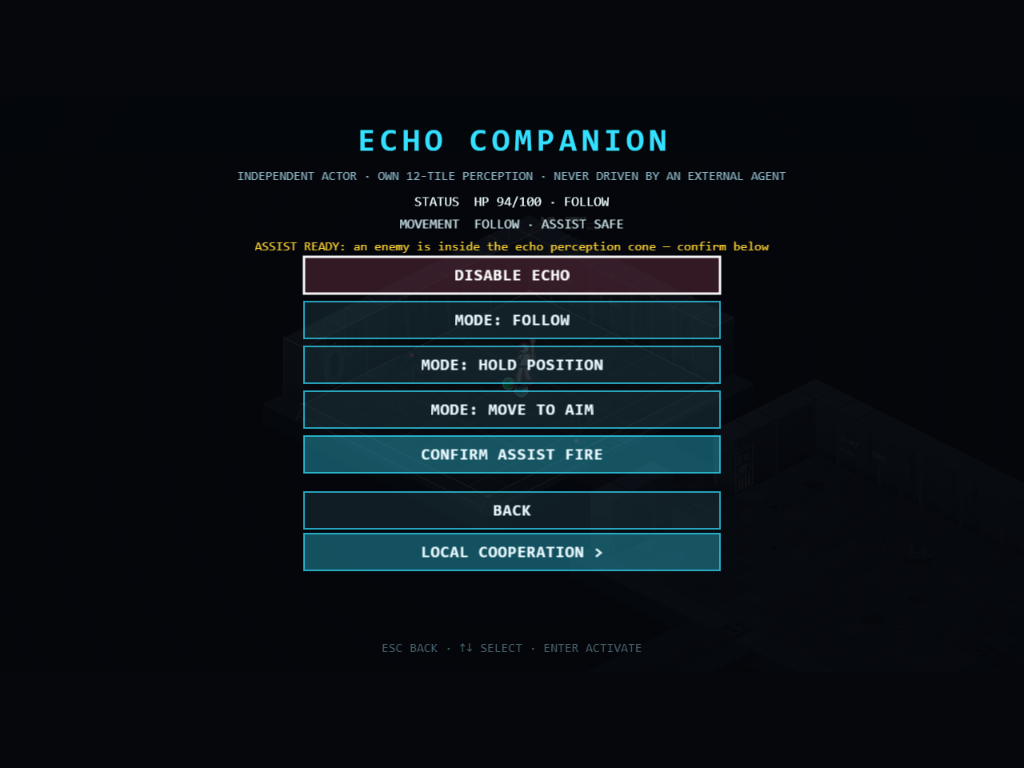 ECHO COMPANION
INDEPENDENT ACTOR · OWN 12-TILE PERCEPTION · NEVER DRIVEN BY AN EXTERNAL AGENT
STATUS  HP 94/100 · FOLLOW
MOVEMENT  FOLLOW · ASSIST SAFE
ASSIST READY: an enemy is inside the echo perception cone — confirm below
DISABLE ECHO
MODE: FOLLOW
MODE: HOLD POSITION
MODE: MOVE TO AIM
CONFIRM ASSIST FIRE
BACK
LOCAL COOPERATION >
ESC BACK · ↑↓ SELECT · ENTER ACTIVATE